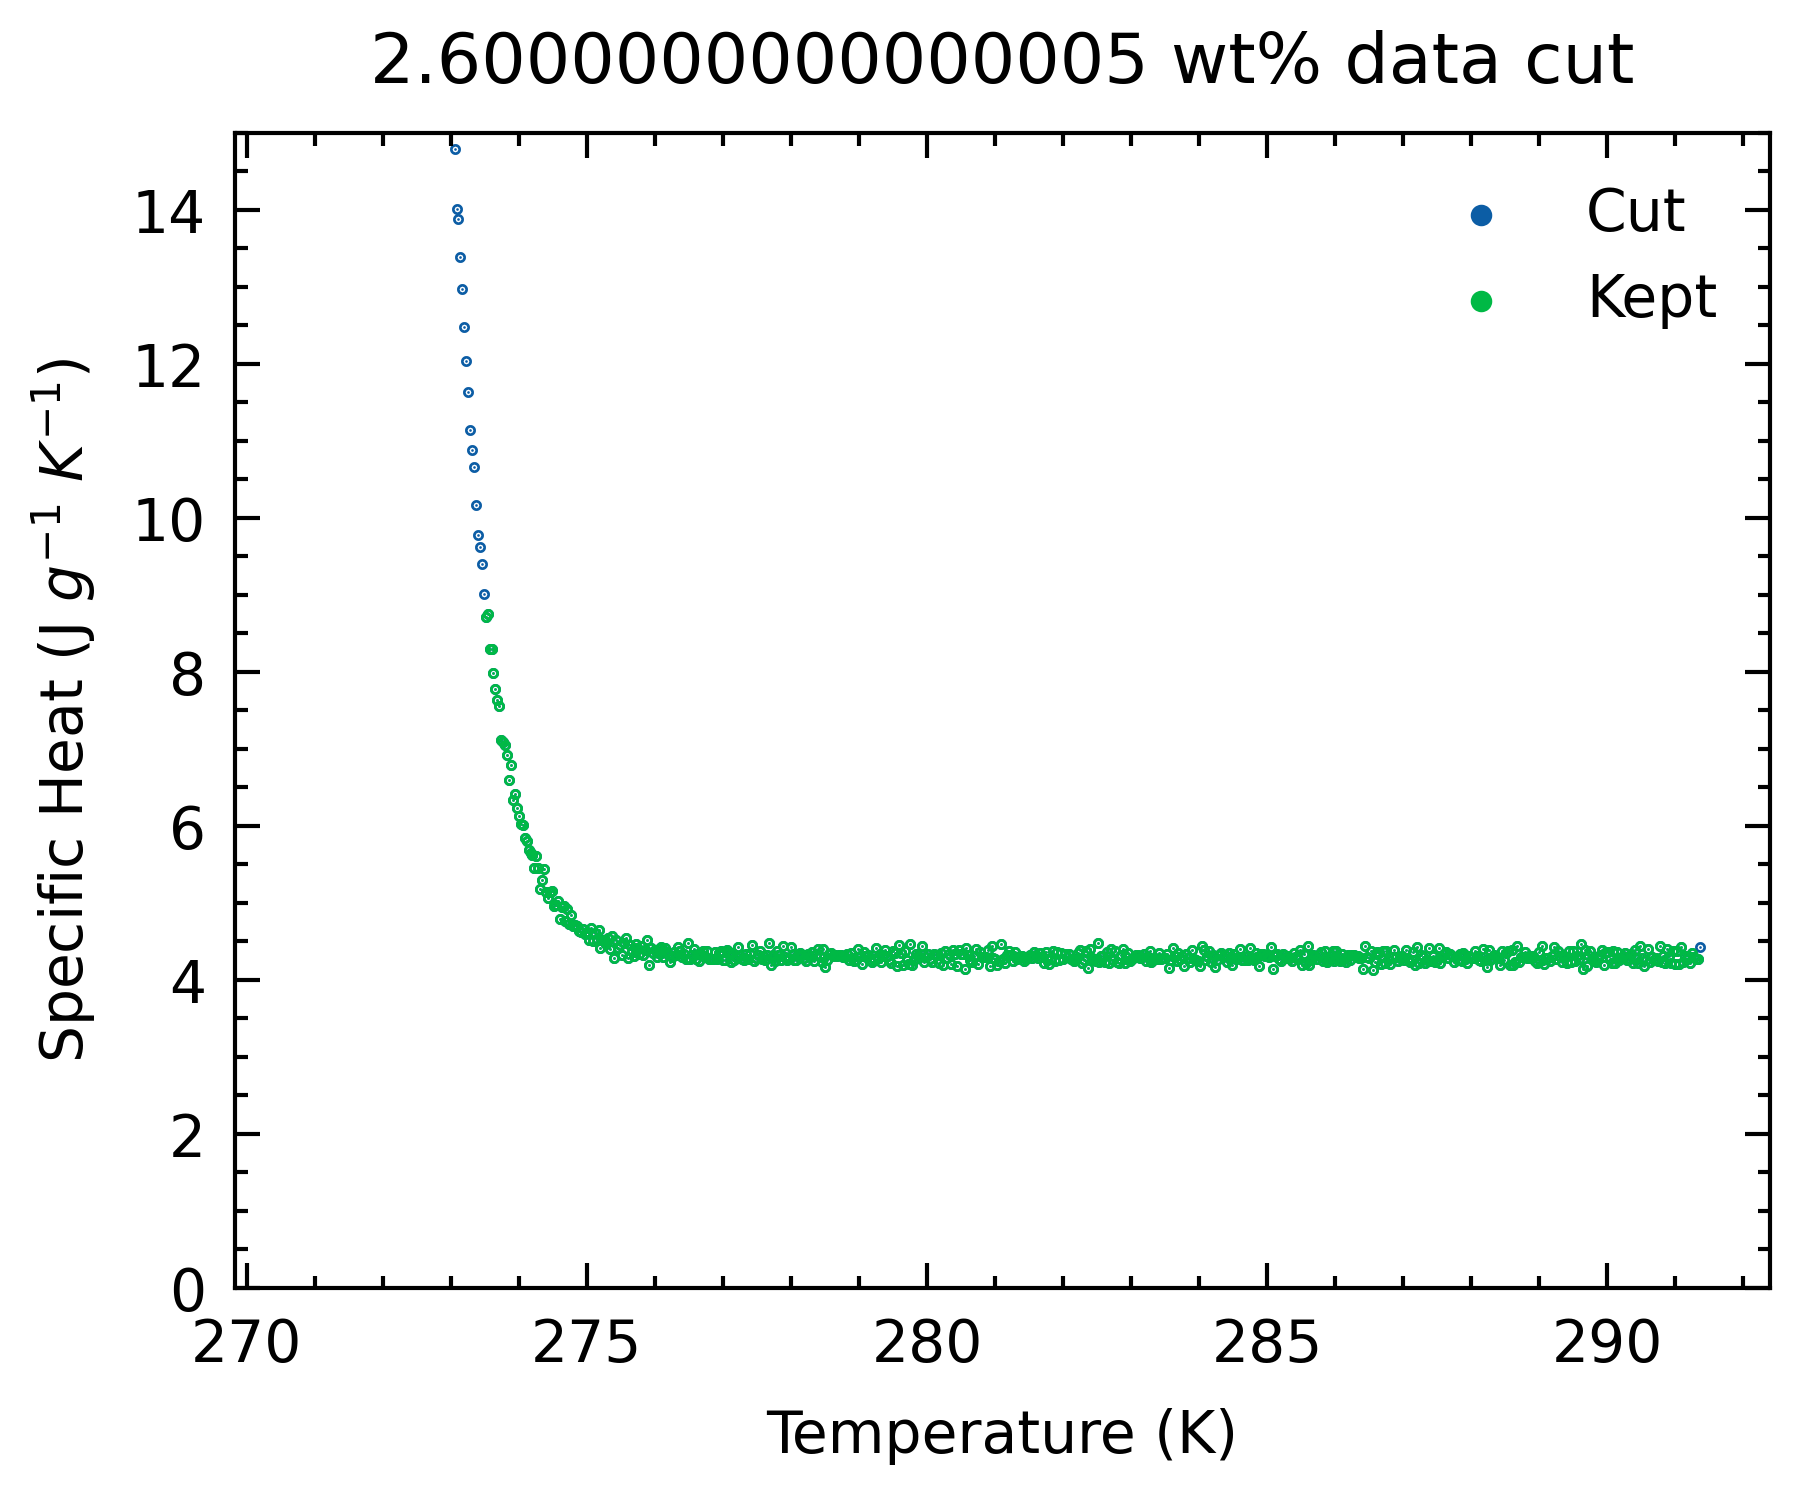 2.6000000000000005 wt% data cut
Cut
Kept
Specific Heat (J g⁻¹ K⁻¹)
14
12
10
8
6
4
2
0
270 275 280 285 290
Temperature (K)